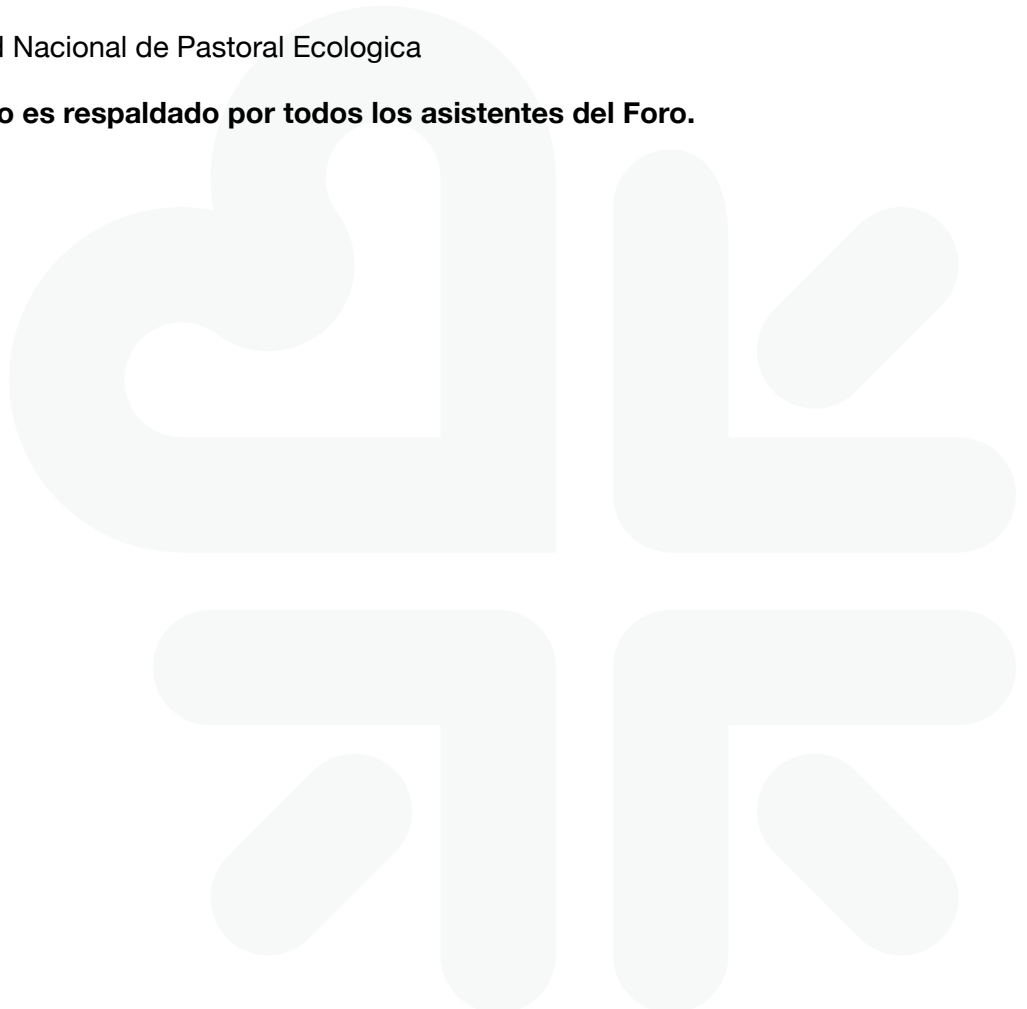 Nacional de Pastoral Ecologica
es respaldado por todos los asistentes del Foro.